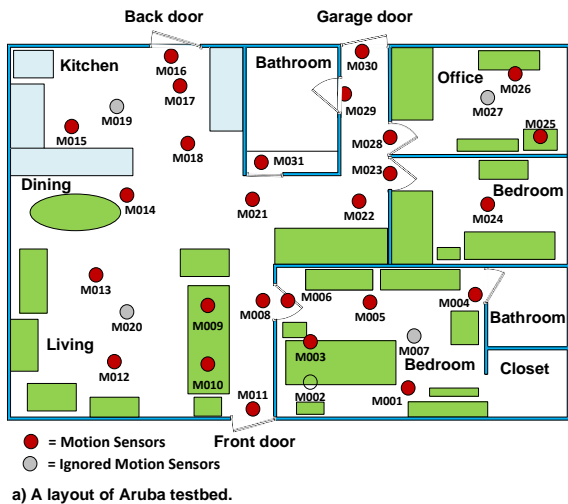 Back door
Garage door
M016
M030
Kitchen
Bathroom
Office
M017
M026
M019
M029
M027
M015
M025
M018
M028
M031
M023
Dining
Bedroom
M014
M021
M022
M024
M013
M006
M004
M008
M005
M020
M009
Bathroom
M003
M007
Living
M012
M010
Bedroom
Closet
M002
M011
M001
Front door
= Motion Sensors
= Ignored Motion Sensors
a) A layout of Aruba testbed.